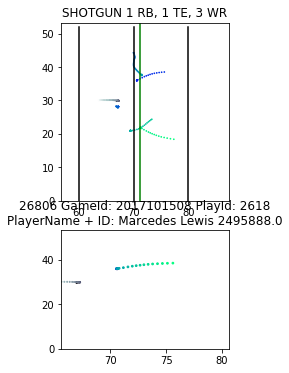 SHOTGUN 1 RB, 1 TE, 3 WR
50
40
30
20
10
0
60 70 80
26806 GameId: 2017101508 PlayId: 2618
PlayerName + ID: Marcedes Lewis 2495888.0
40
20
0
70 75 80